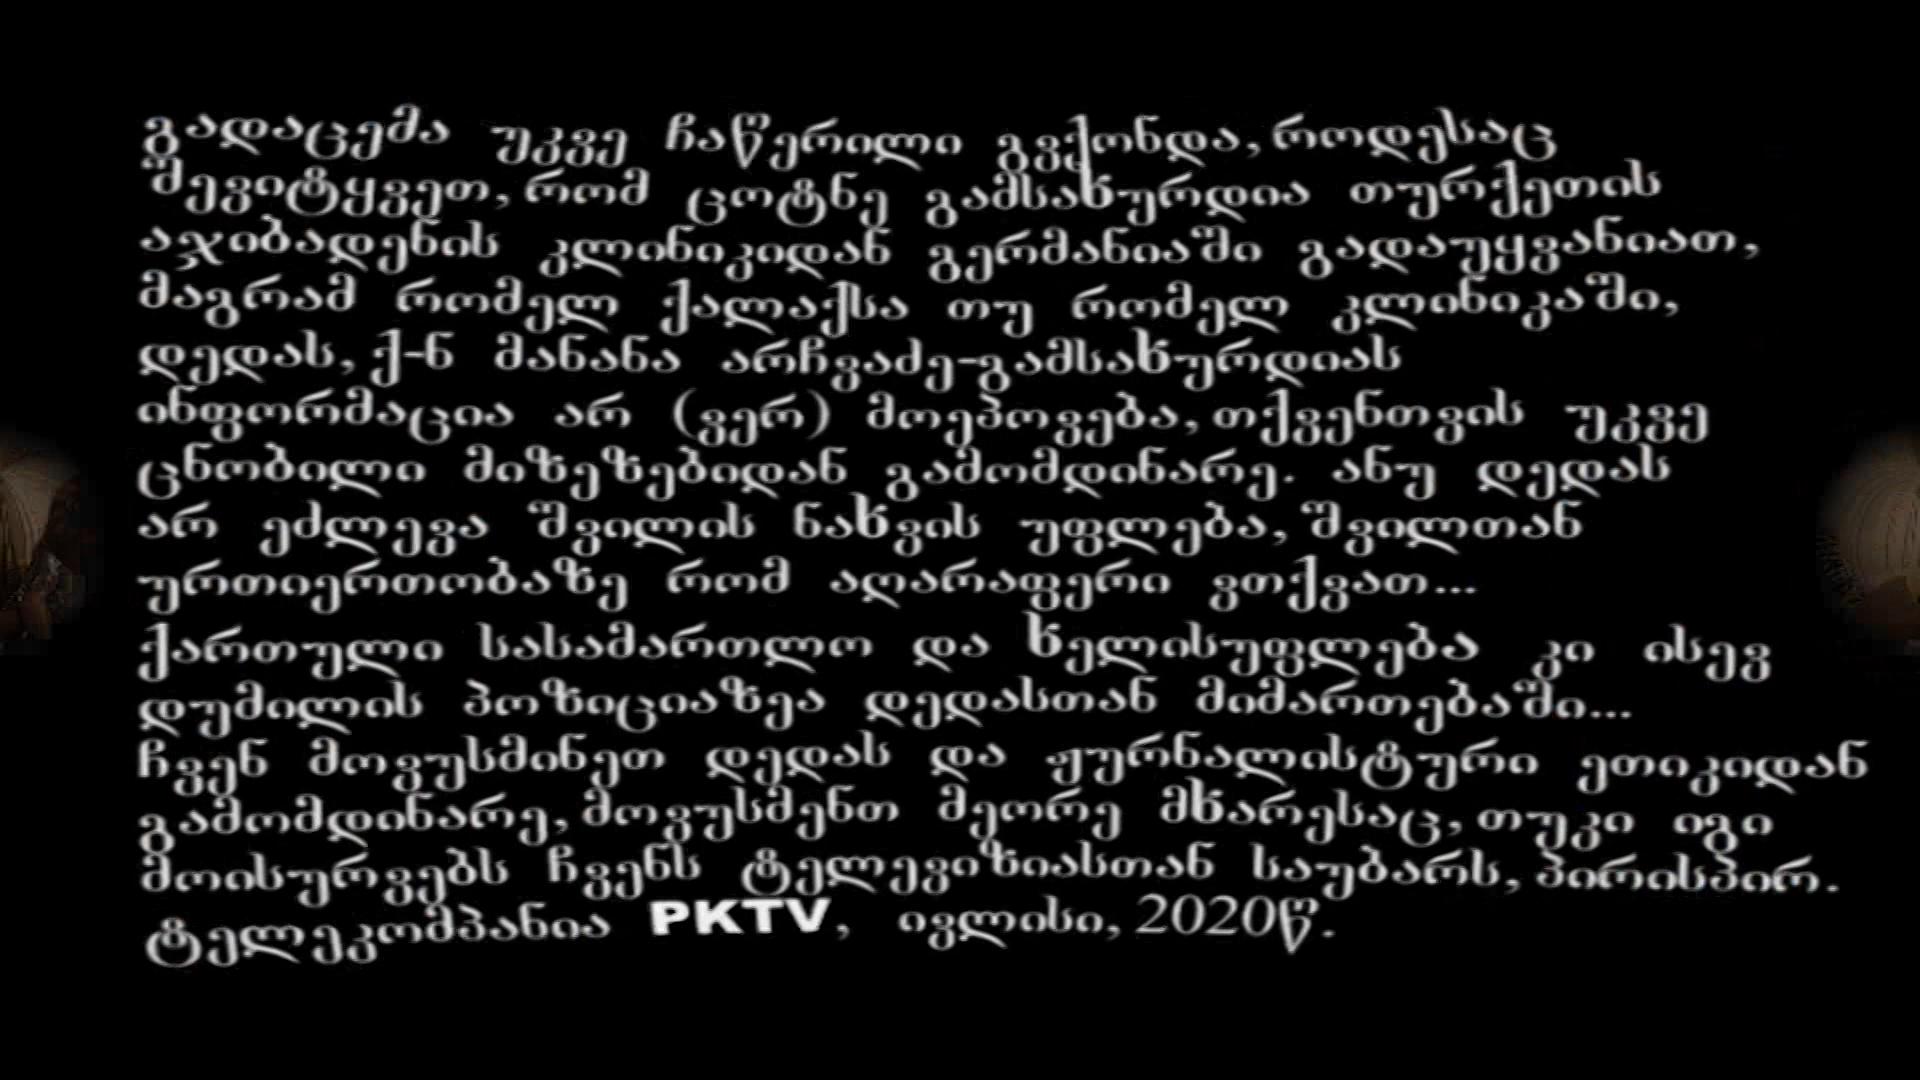 გადაცემა უკვე ჩაწერილი გვქონდა, როდესაც
შევიტყვეთ, რომ ცოტნე გამსახურდია თურქეთის
აჯიბადენის კლინიკიდან გერმანიაში გადაუყვანიათ,
მაგრამ რომელ ქალაქსა თუ რომელ კლინიკაში,
დედას, ქ-ნ მანანა არჩვაძე-გამსახურდიას
ინფორმაცია არ (ვერ) მოეპოვება, თქვენთვის უკვე
ცნობილი მიზეზებიდან გამომდინარე. ანუ დედას
არ ეძლევა შვილის ნახვის უფლება, შვილთან
ურთიერთობაზე რომ აღარაფერი ვთქვათ...
ქართული სასამართლო და ხელისუფლება კი ისევ
დუმილის პოზიციაზეა დედასთან მიმართებაში...
ჩვენ მოვუსმინეთ დედას და ჟურნალისტური ეთიკიდან
გამომდინარე, მოვუსმენთ მეორე მხარესაც, თუკი იგი
მოისურვებს ჩვენს ტელევიზიასთან საუბარს, პირისპირ.
ტელეკომპანია PKTV, ივლისი, 2020წ.